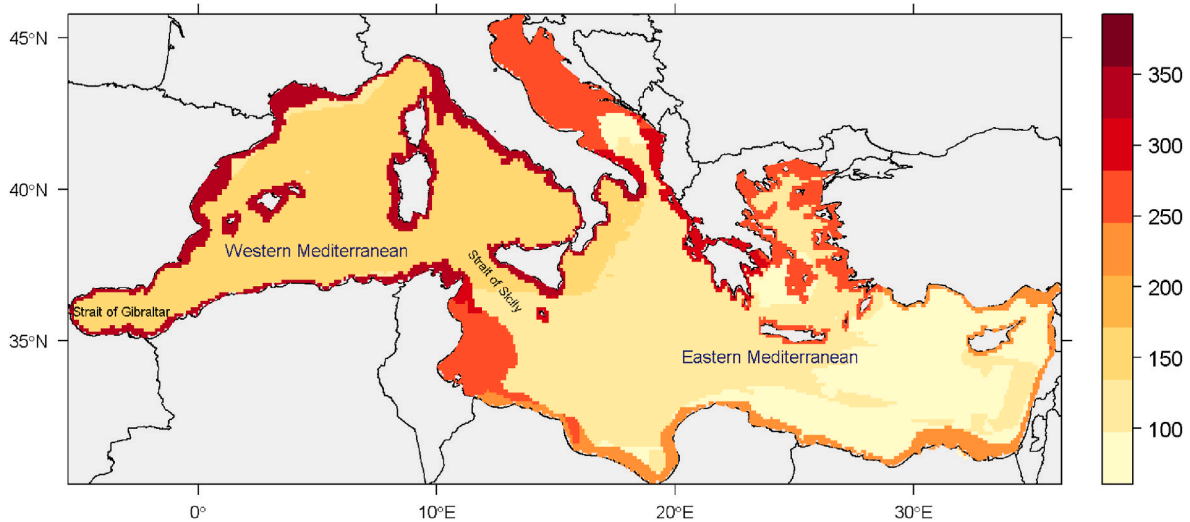 45°N
40°N
35°N
0°
10°E
20°E
30°E
Western Mediterranean
Strait of Sicily
Strait of Gibraltar
Eastern Mediterranean
350
300
250
200
150
100